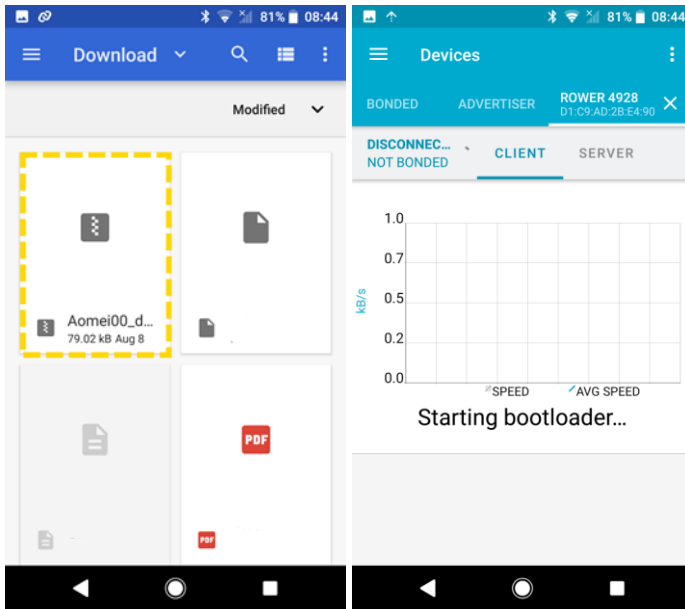 81% 08:44
Download
Modified
Aomei00_d...
79.02 kB Aug 8
PDF
PDF
81% 08:44
Devices
BONDED
ADVERTISER
ROWER 4928
D1:C9:AD:2B:E4:90
DISCONNEC...
NOT BONDED
CLIENT
SERVER
1.0
0.7
0.5
0.2
0.0
kB/s
SPEED
AVG SPEED
Starting bootloader...